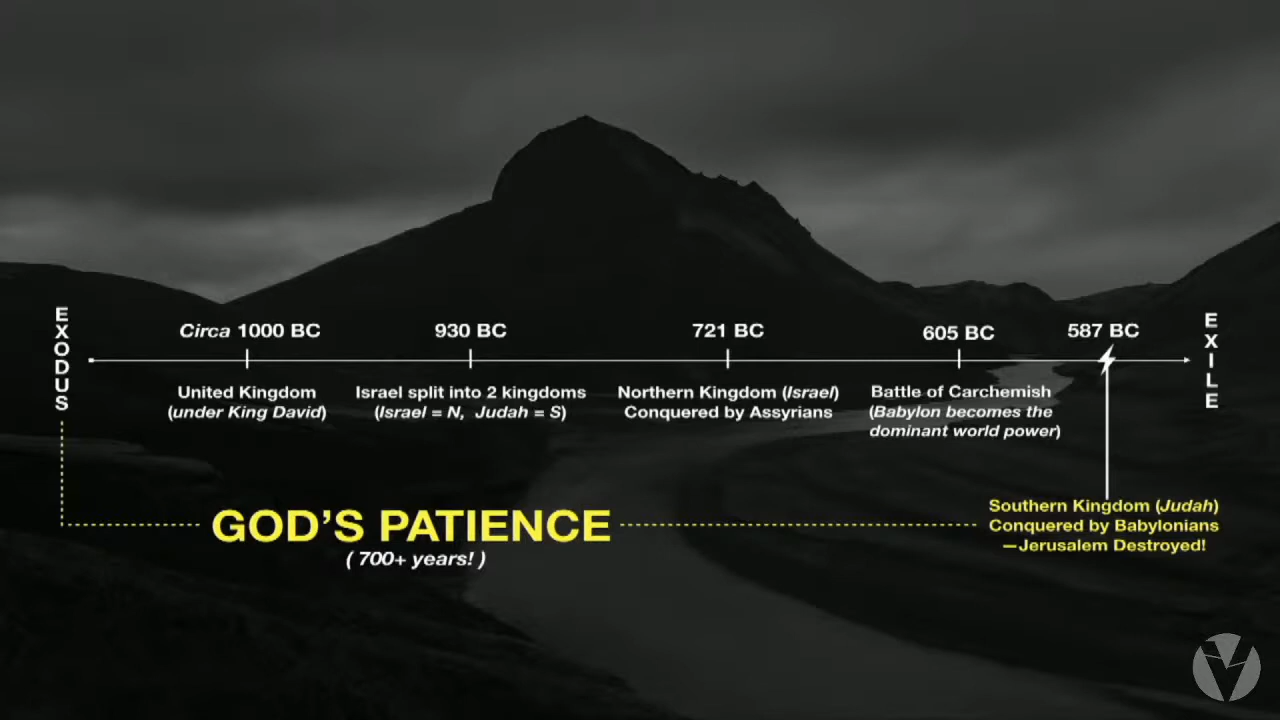 EXODUS
Circa 1000 BC
United Kingdom
(under King David)
930 BC
Israel split into 2 kingdoms
(Israel = N, Judah = S)
721 BC
Northern Kingdom (Israel)
Conquered by Assyrians
605 BC
Battle of Carchemish
(Babylon becomes the
dominant world power)
587 BC
Southern Kingdom (Judah)
Conquered by Babylonians
—Jerusalem Destroyed!
EXILE
GOD'S PATIENCE
( 700+ years! )